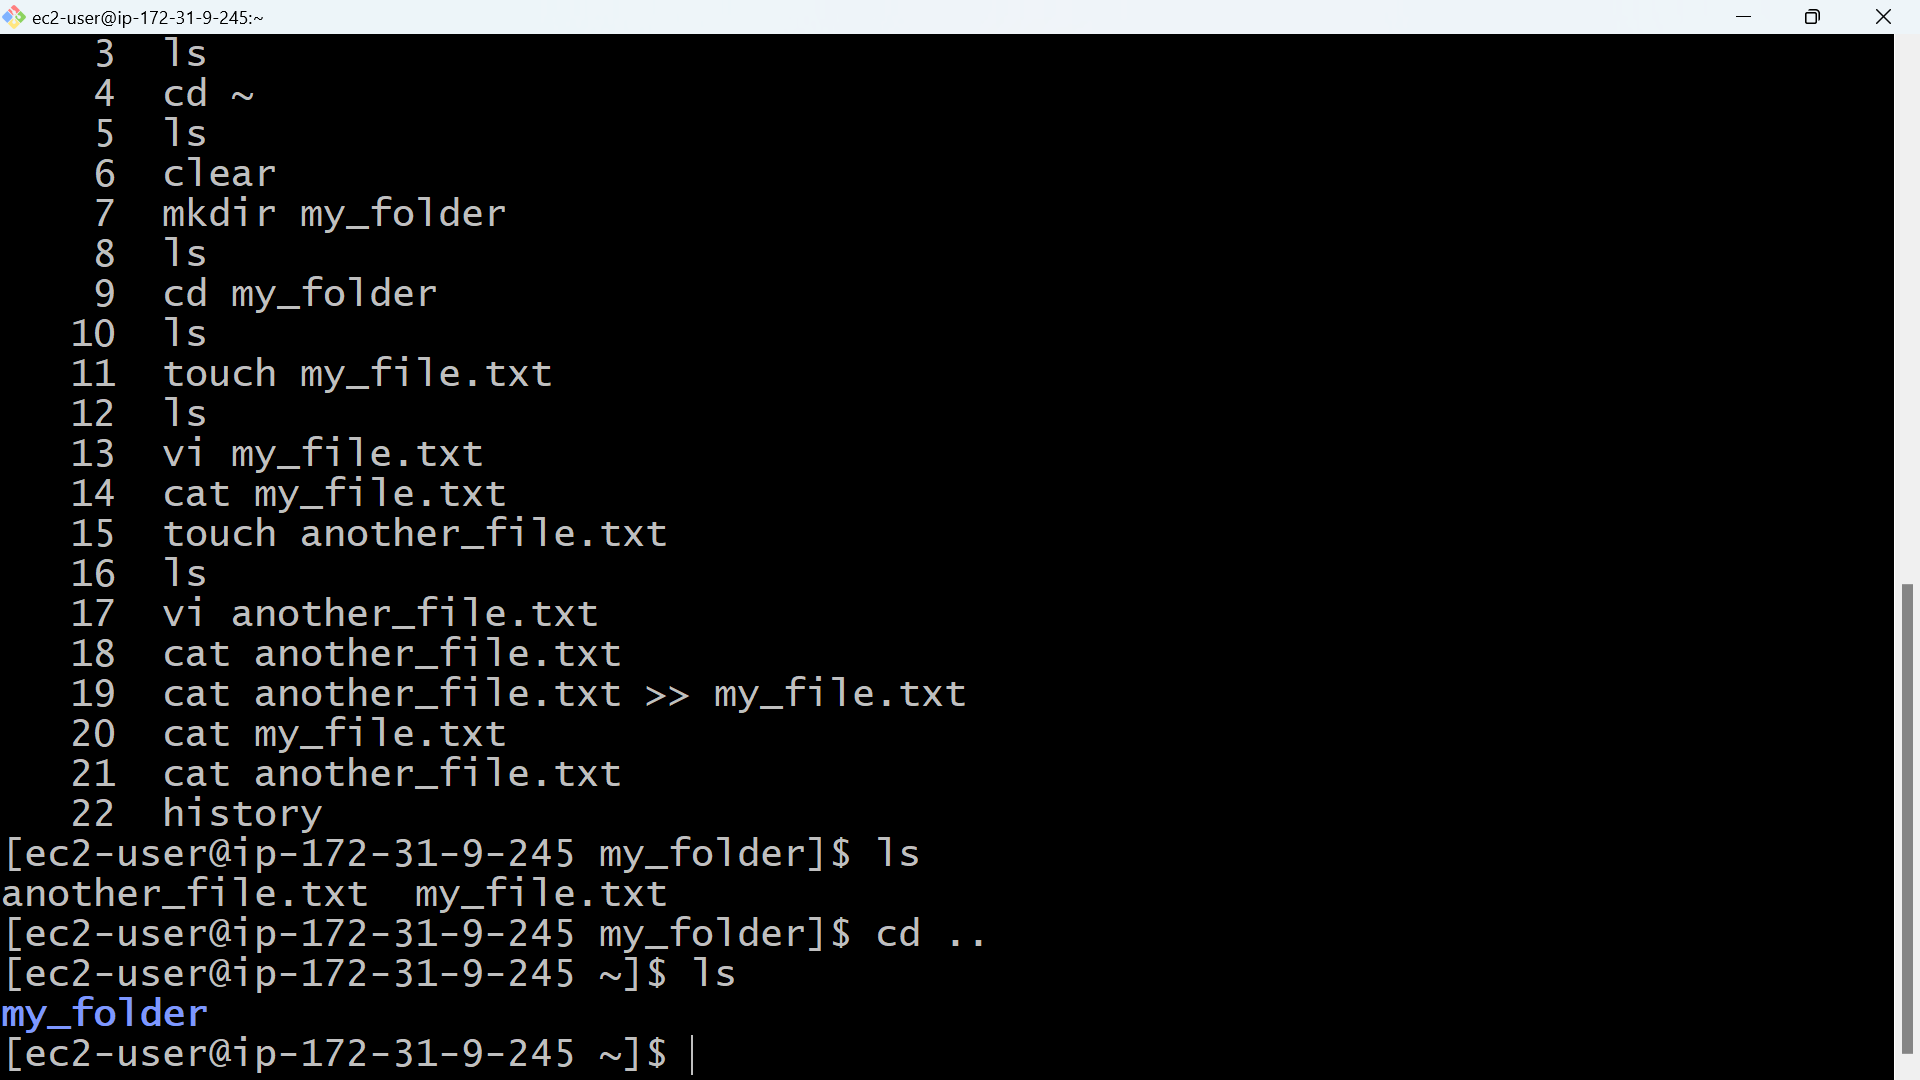 ec2-user@ip-172-31-9-245:~
3 ls
4 cd ~
5 ls
6 clear
7 mkdir my_folder
8 ls
9 cd my_folder
10 ls
11 touch my_file.txt
12 ls
13 vi my_file.txt
14 cat my_file.txt
15 touch another_file.txt
16 ls
17 vi another_file.txt
18 cat another_file.txt
19 cat another_file.txt >> my_file.txt
20 cat my_file.txt
21 cat another_file.txt
22 history
[ec2-user@ip-172-31-9-245 my_folder]$ ls
another_file.txt  my_file.txt
[ec2-user@ip-172-31-9-245 my_folder]$ cd ..
[ec2-user@ip-172-31-9-245 ~]$ ls
my_folder
[ec2-user@ip-172-31-9-245 ~]$